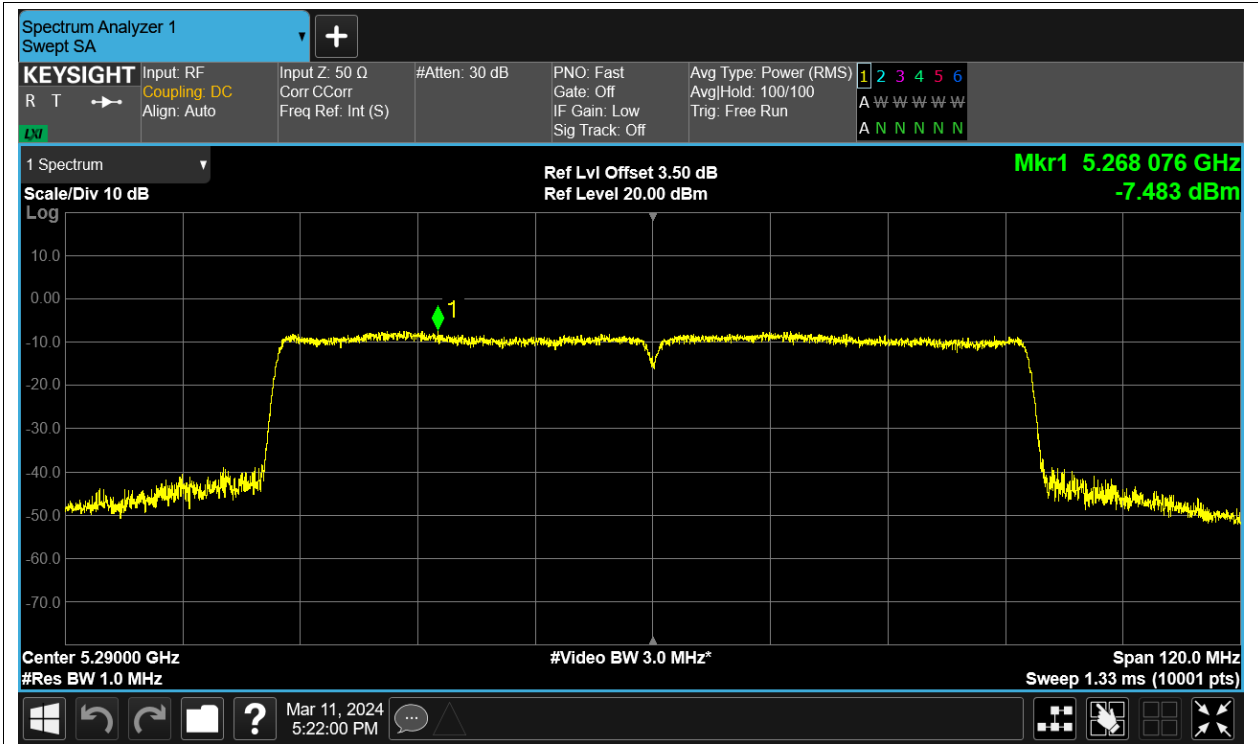 Spectrum Analyzer 1
Swept SA
KEYSIGHT
R T
LXI
Input: RF
Coupling: DC
Align: Auto
Input Z: 50 Ω
Corr CCorr
Freq Ref: Int (S)
#Atten: 30 dB
PNO: Fast
Gate: Off
IF Gain: Low
Sig Track: Off
Avg Type: Power (RMS)
Avg|Hold: 100/100
Trig: Free Run
1 2 3 4 5 6
A W W W W W
A N N N N N
1 Spectrum
Scale/Div 10 dB
Log
Ref Lvl Offset 3.50 dB
Ref Level 20.00 dBm
Mkr1 5.268 076 GHz
-7.483 dBm
10.0
0.00
1
-10.0
-20.0
-30.0
-40.0
-50.0
-60.0
-70.0
Center 5.29000 GHz
#Res BW 1.0 MHz
#Video BW 3.0 MHz*
Span 120.0 MHz
Sweep 1.33 ms (10001 pts)
?
Mar 11, 2024
5:22:00 PM